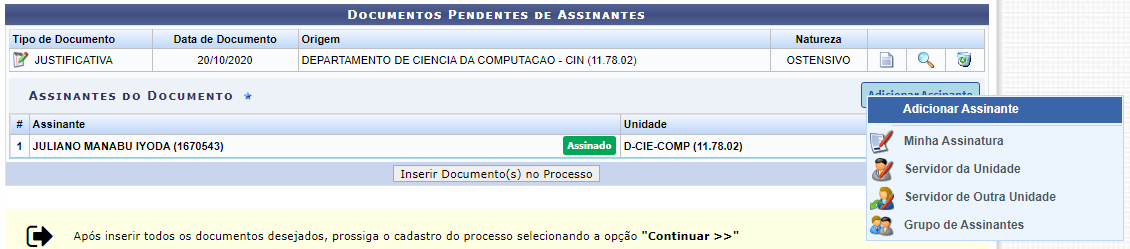 DOCUMENTOS PENDENTES DE ASSINANTES
Tipo de Documento Data de Documento Origem Natureza
JUSTIFICATIVA 20/10/2020 DEPARTAMENTO DE CIENCIA DA COMPUTACAO - CIN (11.78.02) OSTENSIVO
ASSINANTES DO DOCUMENTO Adicionar Assinante
Adicionar Assinante
# Assinante Unidade
1 JULIANO MANABU IYODA (1670543) Assinado D-CIE-COMP (11.78.02)
Minha Assinatura
Servidor da Unidade
Servidor de Outra Unidade
Grupo de Assinantes
Inserir Documento(s) no Processo
Após inserir todos os documentos desejados, prossiga o cadastro do processo selecionando a opção "Continuar >>"